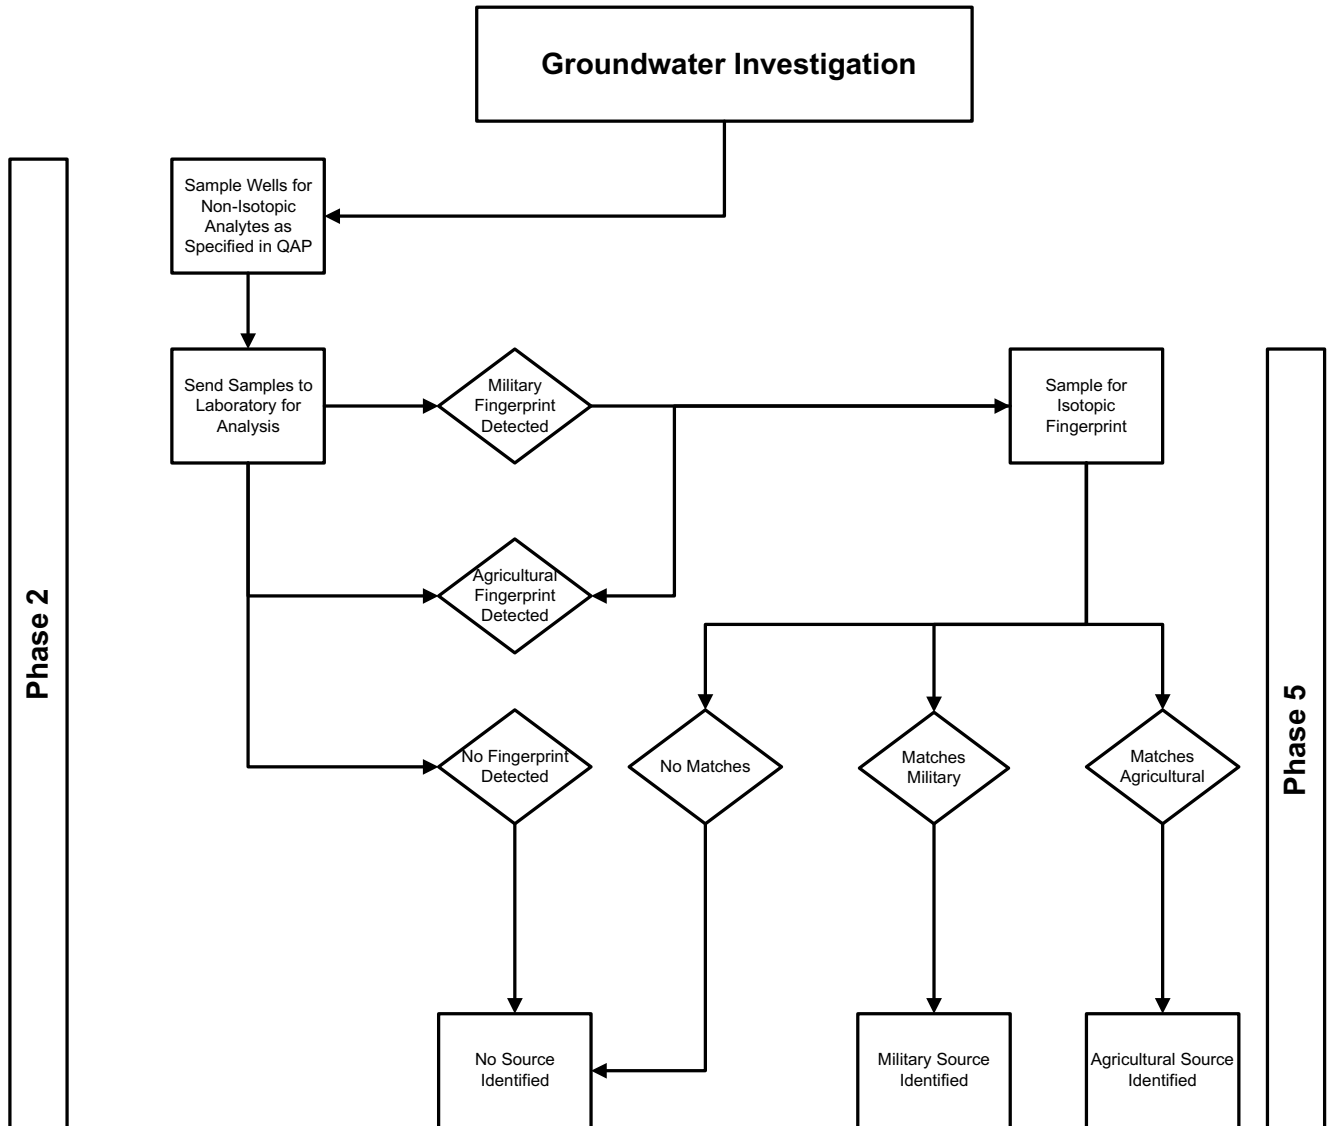 Groundwater Investigation
Sample Wells for
Non-Isotopic
Analytes as
Specified in QAP
Phase 2
Send Samples to
Laboratory for
Analysis
Military
Fingerprint
Detected
Sample for
Isotopic
Fingerprint
Agricultural
Fingerprint
Detected
Phase 5
No Fingerprint
Detected
No Matches
Matches
Military
Matches
Agricultural
No Source
Identified
Military Source
Identified
Agricultural Source
Identified